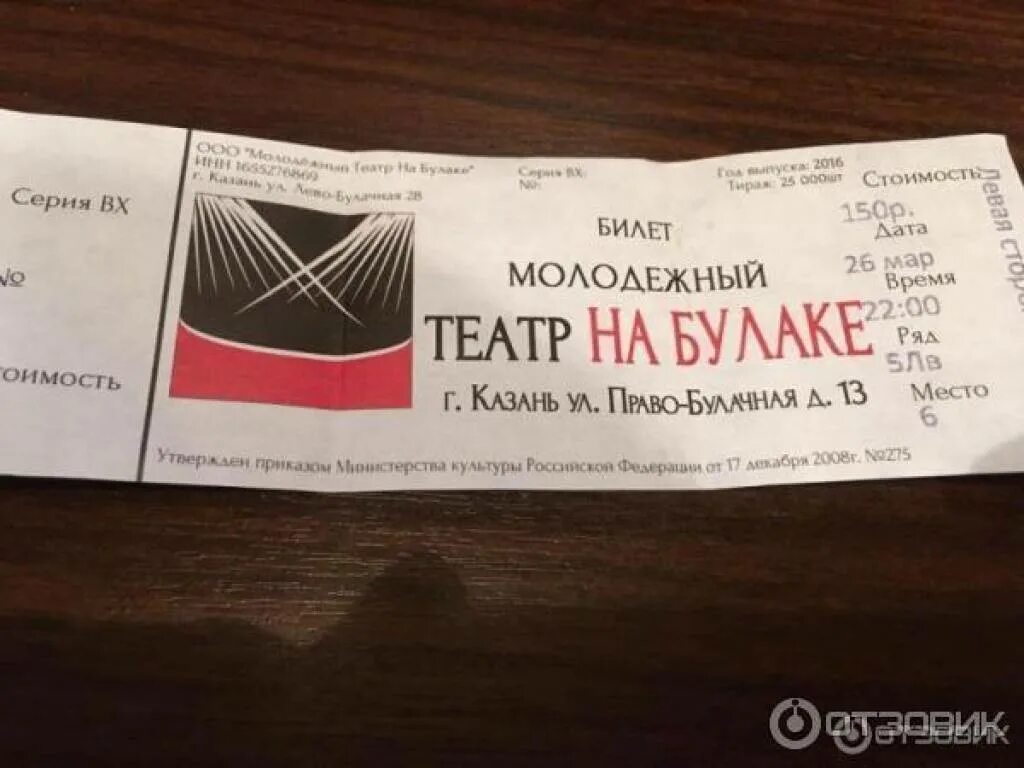 Серия ВХ
№
тоимость
ООО "Молодежный Театр На Булаке"
ИНН 1655276869
г. Казань ул. Лево-Булачная 28
Серия ВХ:
№:
Год выпуска: 2016
Тираж: 25 000шт
БИЛЕТ
МОЛОДЕЖНЫЙ
ТЕАТР НА БУЛАКЕ
г. Казань ул. Право-Булачная д. 13
Утвержден приказом Министерства культуры Российской Федерации от 17 декабря 2008г. №275
Стоимость
150р.
Дата
26 мар
Время
22:00
Ряд
5Лв
Место
6
Левая сторо
ОТЗОВИК
ОТЗОВИК